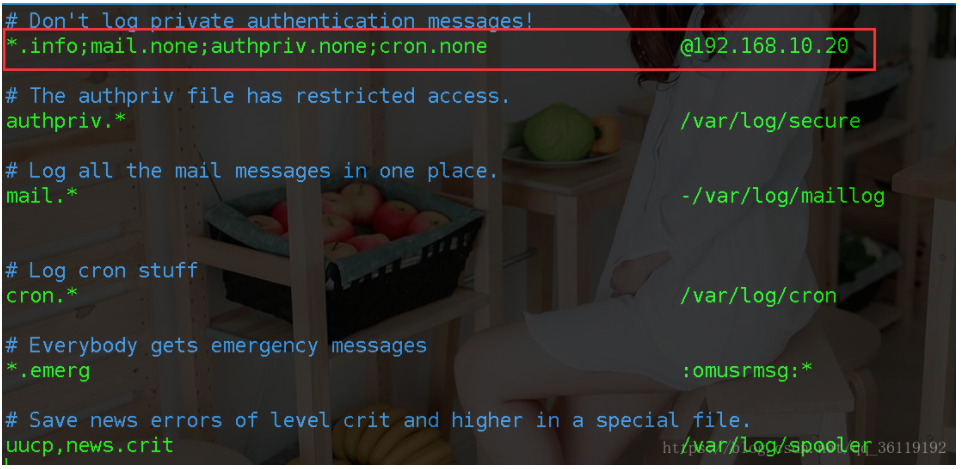 # Don't log private authentication messages!
*.info;mail.none;authpriv.none;cron.none @192.168.10.20
# The authpriv file has restricted access.
authpriv.* /var/log/secure
# Log all the mail messages in one place.
mail.* -/var/log/maillog
# Log cron stuff
cron.* /var/log/cron
# Everybody gets emergency messages
*.emerg :omusrmsg:*
# Save news errors of level crit and higher in a special file.
uucp,news.crit /var/log/spooler
https://blog.csdn.net/qq_36119192